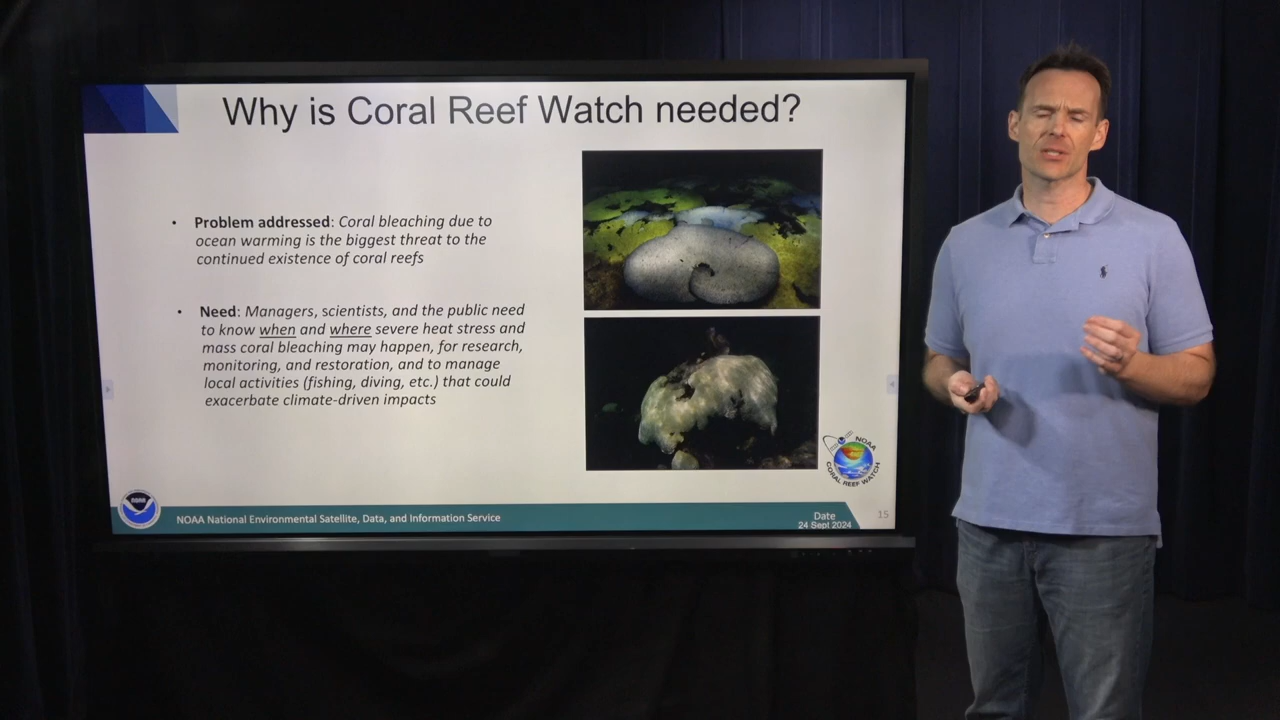 Why is Coral Reef Watch needed?
• Problem addressed: Coral bleaching due to
ocean warming is the biggest threat to the
continued existence of coral reefs
• Need: Managers, scientists, and the public need
to know when and where severe heat stress and
mass coral bleaching may happen, for research,
monitoring, and restoration, and to manage
local activities (fishing, diving, etc.) that could
exacerbate climate-driven impacts
NOAA
CORAL REEF WATCH
NOAA
NOAA National Environmental Satellite, Data, and Information Service
Date
24 Sept 2024
15